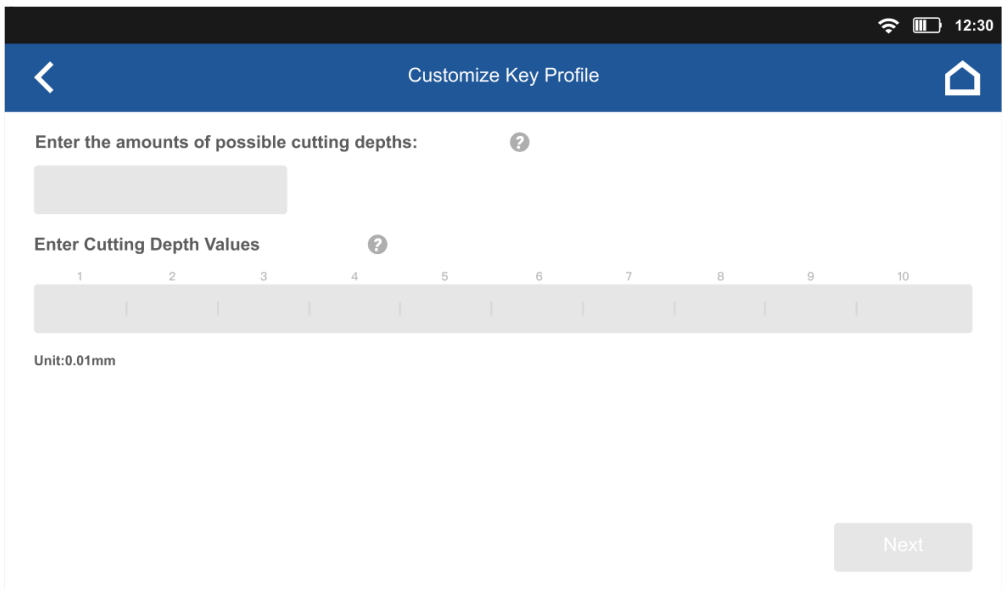 12:30
Customize Key Profile
Enter the amounts of possible cutting depths: ?
Enter Cutting Depth Values ?
1 2 3 4 5 6 7 8 9 10
Unit:0.01mm
Next